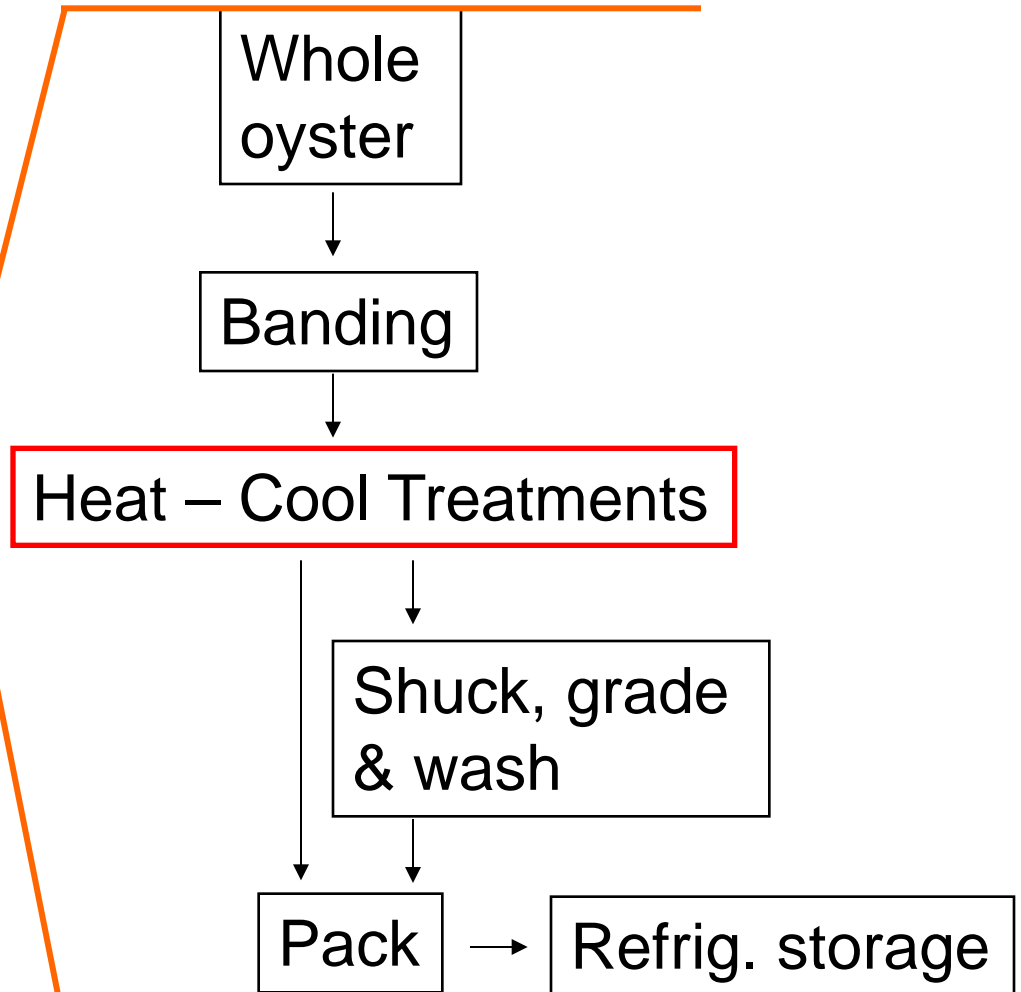 Whole
oyster
Banding
Heat – Cool Treatments
Shuck, grade
& wash
Pack
Refrig. storage